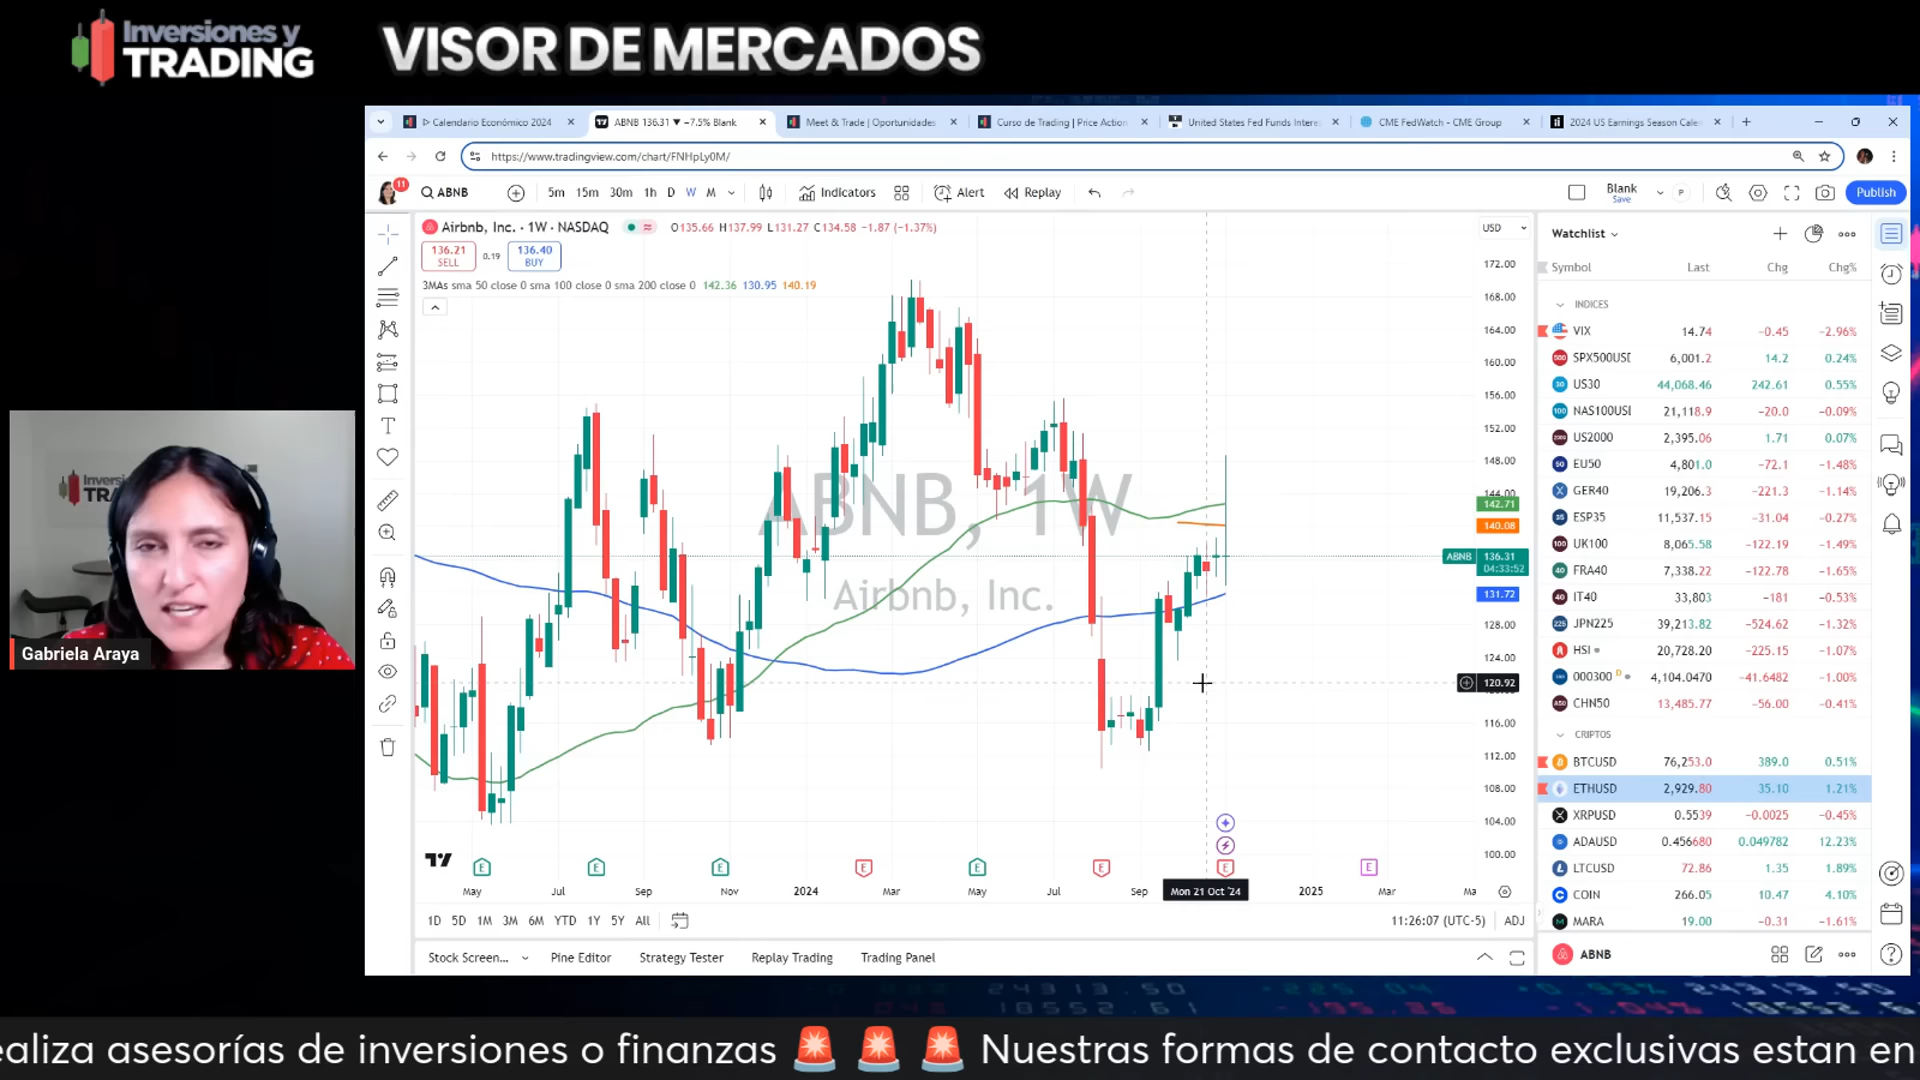 Inversiones y
TRADING
VISOR DE MERCADOS
Calendario Económico 2024
ABNB 136.31 ▼ −7.5% Blank
Meet & Trade | Oportunidades
Curso de Trading | Price Action
United States Fed Funds Inter
CME FedWatch - CME Group
2024 US Earnings Season Cale
https://www.tradingview.com/chart/FNHpLy0M/
11
ABNB
5m 15m 30m 1h D W M
Indicators
Alert
Replay
Blank
Save
P
Publish
Airbnb, Inc. · 1W · NASDAQ
O135.66 H137.99 L131.27 C134.58 −1.87 (−1.37%)
136.21
SELL
0.19
136.40
BUY
3MAs sma 50 close 0 sma 100 close 0 sma 200 close 0 142.36 130.95 140.19
ABNB, 1W
Airbnb, Inc.
USD
172.00
168.00
164.00
160.00
156.00
152.00
148.00
144.00
142.71
140.08
ABNB 136.31
04:33:52
131.72
128.00
124.00
120.92
116.00
112.00
108.00
104.00
100.00
E E E E E E E E
May Jul Sep Nov 2024 Mar May Jul Sep Mon 21 Oct '24 2025 Mar Ma
1D 5D 1M 3M 6M YTD 1Y 5Y All
11:26:07 (UTC-5) ADJ
Stock Screen... Pine Editor Strategy Tester Replay Trading Trading Panel
Watchlist
Symbol Last Chg Chg%
INDICES
VIX 14.74 −0.45 −2.96%
SPX500USD 6,001.2 14.2 0.24%
US30 44,068.46 242.61 0.55%
NAS100USD 21,118.9 −20.0 −0.09%
US2000 2,395.06 1.71 0.07%
EU50 4,801.0 −72.1 −1.48%
GER40 19,206.3 −221.3 −1.14%
ESP35 11,537.15 −31.04 −0.27%
UK100 8,065.58 −122.19 −1.49%
FRA40 7,338.22 −122.78 −1.65%
IT40 33,803 −181 −0.53%
JPN225 39,213.82 −524.62 −1.32%
HSI 20,728.20 −225.15 −1.07%
000300 D 4,104.0470 −41.6482 −1.00%
CHN50 13,485.77 −56.00 −0.41%
CRIPTOS
BTCUSD 76,253.0 389.0 0.51%
ETHUSD 2,929.80 35.10 1.21%
XRPUSD 0.5539 −0.0025 −0.45%
ADAUSD 0.456680 0.049782 12.23%
LTCUSD 72.86 1.35 1.89%
COIN 266.05 10.47 4.10%
MARA 19.00 −0.31 −1.61%
ABNB
Gabriela Araya
ealiza asesorías de inversiones o finanzas 🚨 🚨 🚨 Nuestras formas de contacto exclusivas estan en